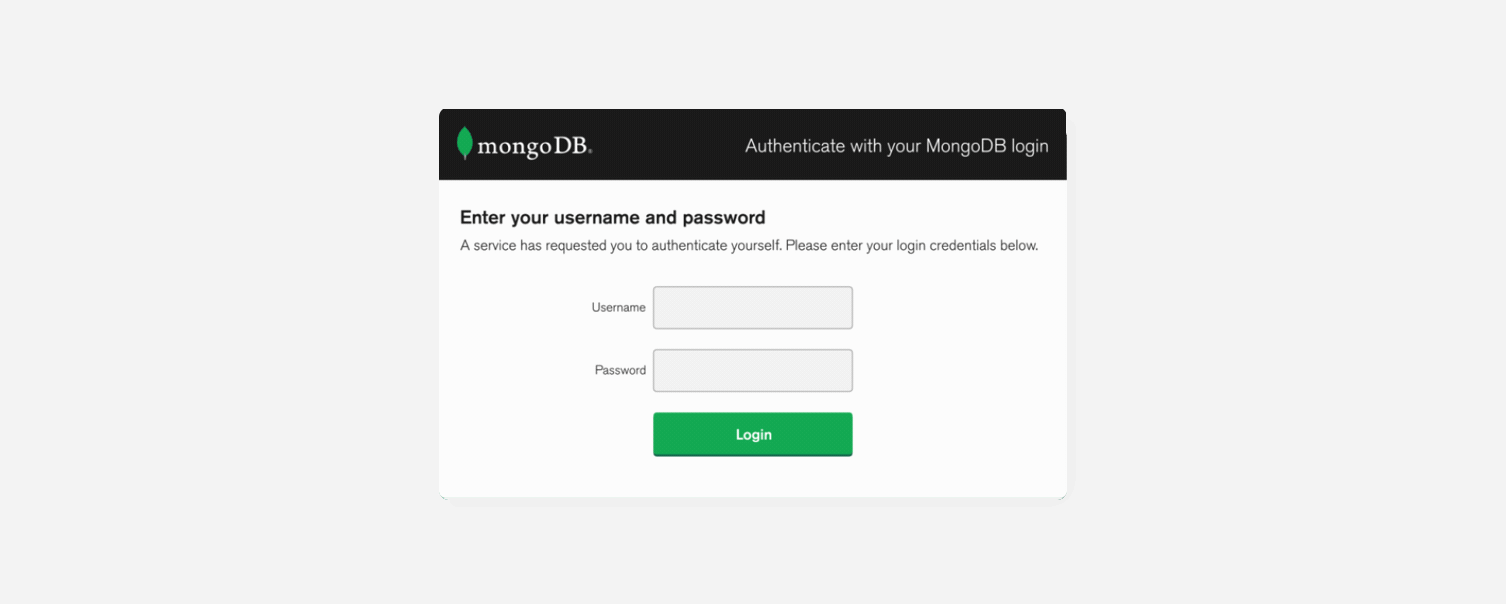 mongoDB®
Authenticate with your MongoDB login
Enter your username and password
A service has requested you to authenticate yourself. Please enter your login credentials below.
Username
Password
Login